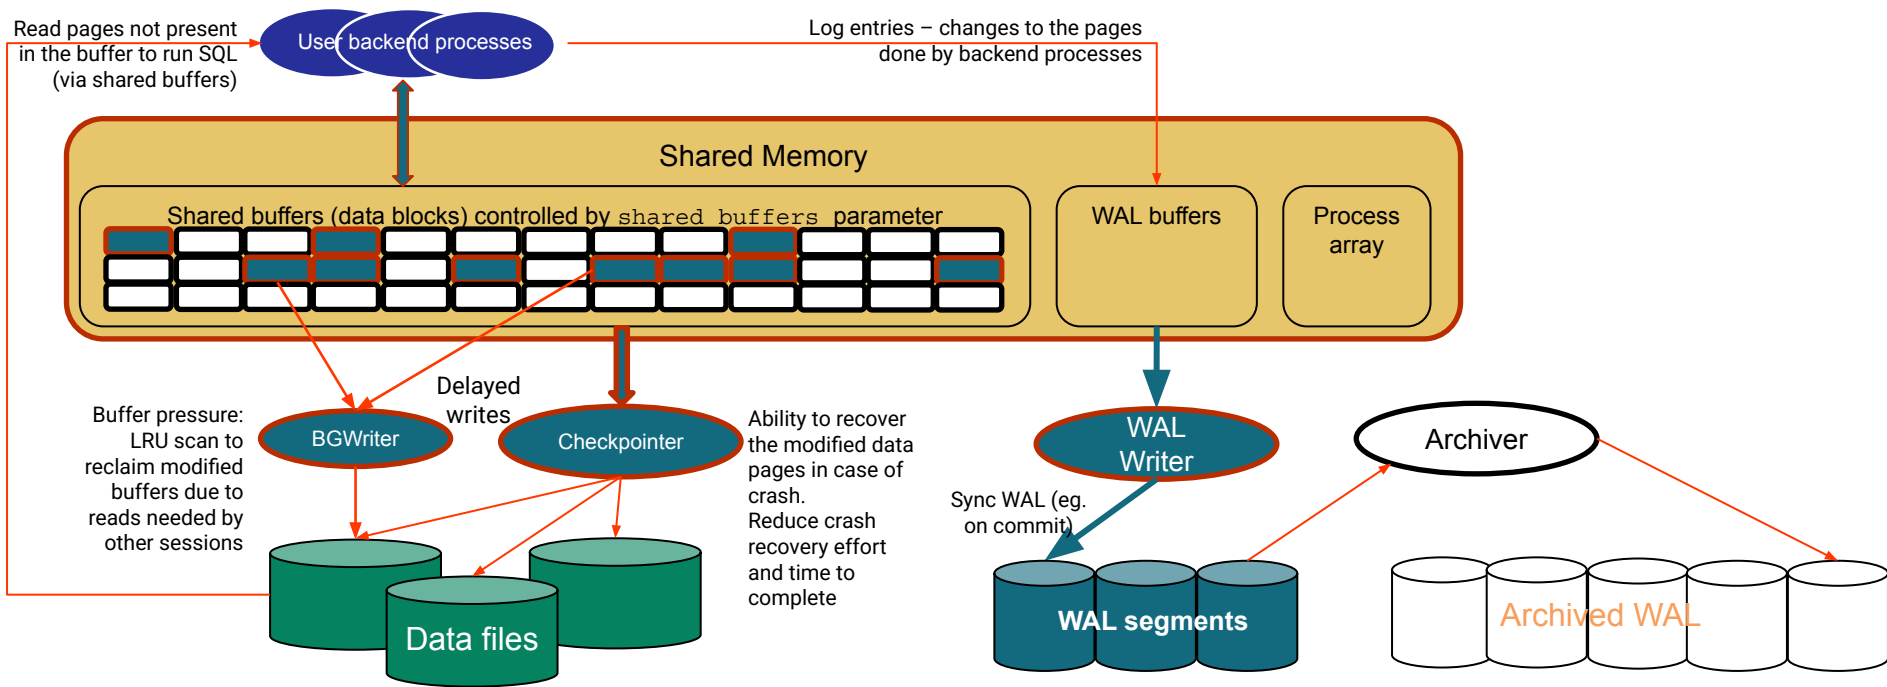 Read pages not present
in the buffer to run SQL
(via shared buffers)
User backend processes
Log entries – changes to the pages
done by backend processes
Shared Memory
Shared buffers (data blocks) controlled by shared buffers parameter
WAL buffers
Process
array
Delayed
writes
Buffer pressure:
LRU scan to
reclaim modified
buffers due to
reads needed by
other sessions
BGWriter
Checkpointer
Ability to recover
the modified data
pages in case of
crash.
Reduce crash
recovery effort
and time to
complete
WAL
Writer
Archiver
Sync WAL (eg.
on commit)
Data files
WAL segments
Archived WAL